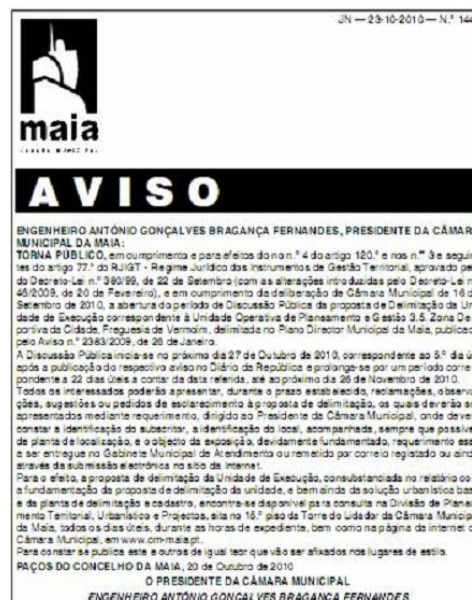 JN — 23-10-2010 — N.º 144
maia
CÂMARA MUNICIPAL
AVISO
ENGENHEIRO ANTÓNIO GONÇALVES BRAGANÇA FERNANDES, PRESIDENTE DA CÂMAR
MUNICIPAL DA MAIA:
TORNA PÚBLICO, em cumprimento e para efeitos do no n.º 4 do artigo 120.º e nos n.ºs 3 e seguin
tes do artigo 77.º do RJIGT - Regime Jurídico dos Instrumentos de Gestão Territorial, aprovado pe
do Decreto-Lei n.º 380/99, de 22 de Setembro (com as alterações introduzidas pelo Decreto-Lei n
46/2009, de 20 de Fevereiro), e em cumprimento da deliberação de Câmara Municipal de 16 d
Setembro de 2010, a abertura do período de Discussão Pública da proposta de Delimitação da Un
dade de Execução correspondente à Unidade Operativa de Planeamento e Gestão 3.5. Zona De
portiva da Cidade, Freguesia de Vermoim, delimitada no Plano Director Municipal da Maia, publicad
pelo Aviso n.º 2383/2009, de 26 de Janeiro.
A Discussão Pública inicia-se no próximo dia 27 de Outubro de 2010, correspondente ao 5.º dia út
após a publicação do respectivo aviso no Diário da República e prolonga-se por um período corres
pondente a 22 dias úteis a contar da data referida, até ao próximo dia 26 de Novembro de 2010.
Todos os interessados poderão apresentar, durante o prazo estabelecido, reclamações, observa
ções, sugestões ou pedidos de esclarecimento à proposta de delimitação, os quais deverão se
apresentados mediante requerimento, dirigido ao Presidente da Câmara Municipal, onde deve
constar a identificação do subscritor, a identificação do local, acompanhada, sempre que possíve
de planta de localização, e o objecto da exposição, devidamente fundamentado, requerimento ess
a ser entregue no Gabinete Municipal de Atendimento ou remetido por correio registado ou aind
através da submissão electrónica no sítio da Internet.
Para o efeito, a proposta de delimitação da Unidade de Execução, consubstanciada no relatório co
a fundamentação da proposta de delimitação da unidade, e bem ainda da solução urbanística bas
e da planta de delimitação e cadastro, encontra-se disponível para consulta na Divisão de Planea
mento Territorial, Urbanístico e Projectos, sita no 15.º piso da Torre do Lidador da Câmara Municip
da Maia, todos os dias úteis, durante as horas de expediente, bem como na página da internet d
Câmara Municipal, em www.cm-maia.pt.
Para constar se publica este e outros de igual teor que vão ser afixados nos lugares de estilo.
PAÇOS DO CONCELHO DA MAIA, 20 de Outubro de 2010
O PRESIDENTE DA CÂMARA MUNICIPAL
ENGENHEIRO ANTÓNIO GONÇALVES BRAGANÇA FERNANDES